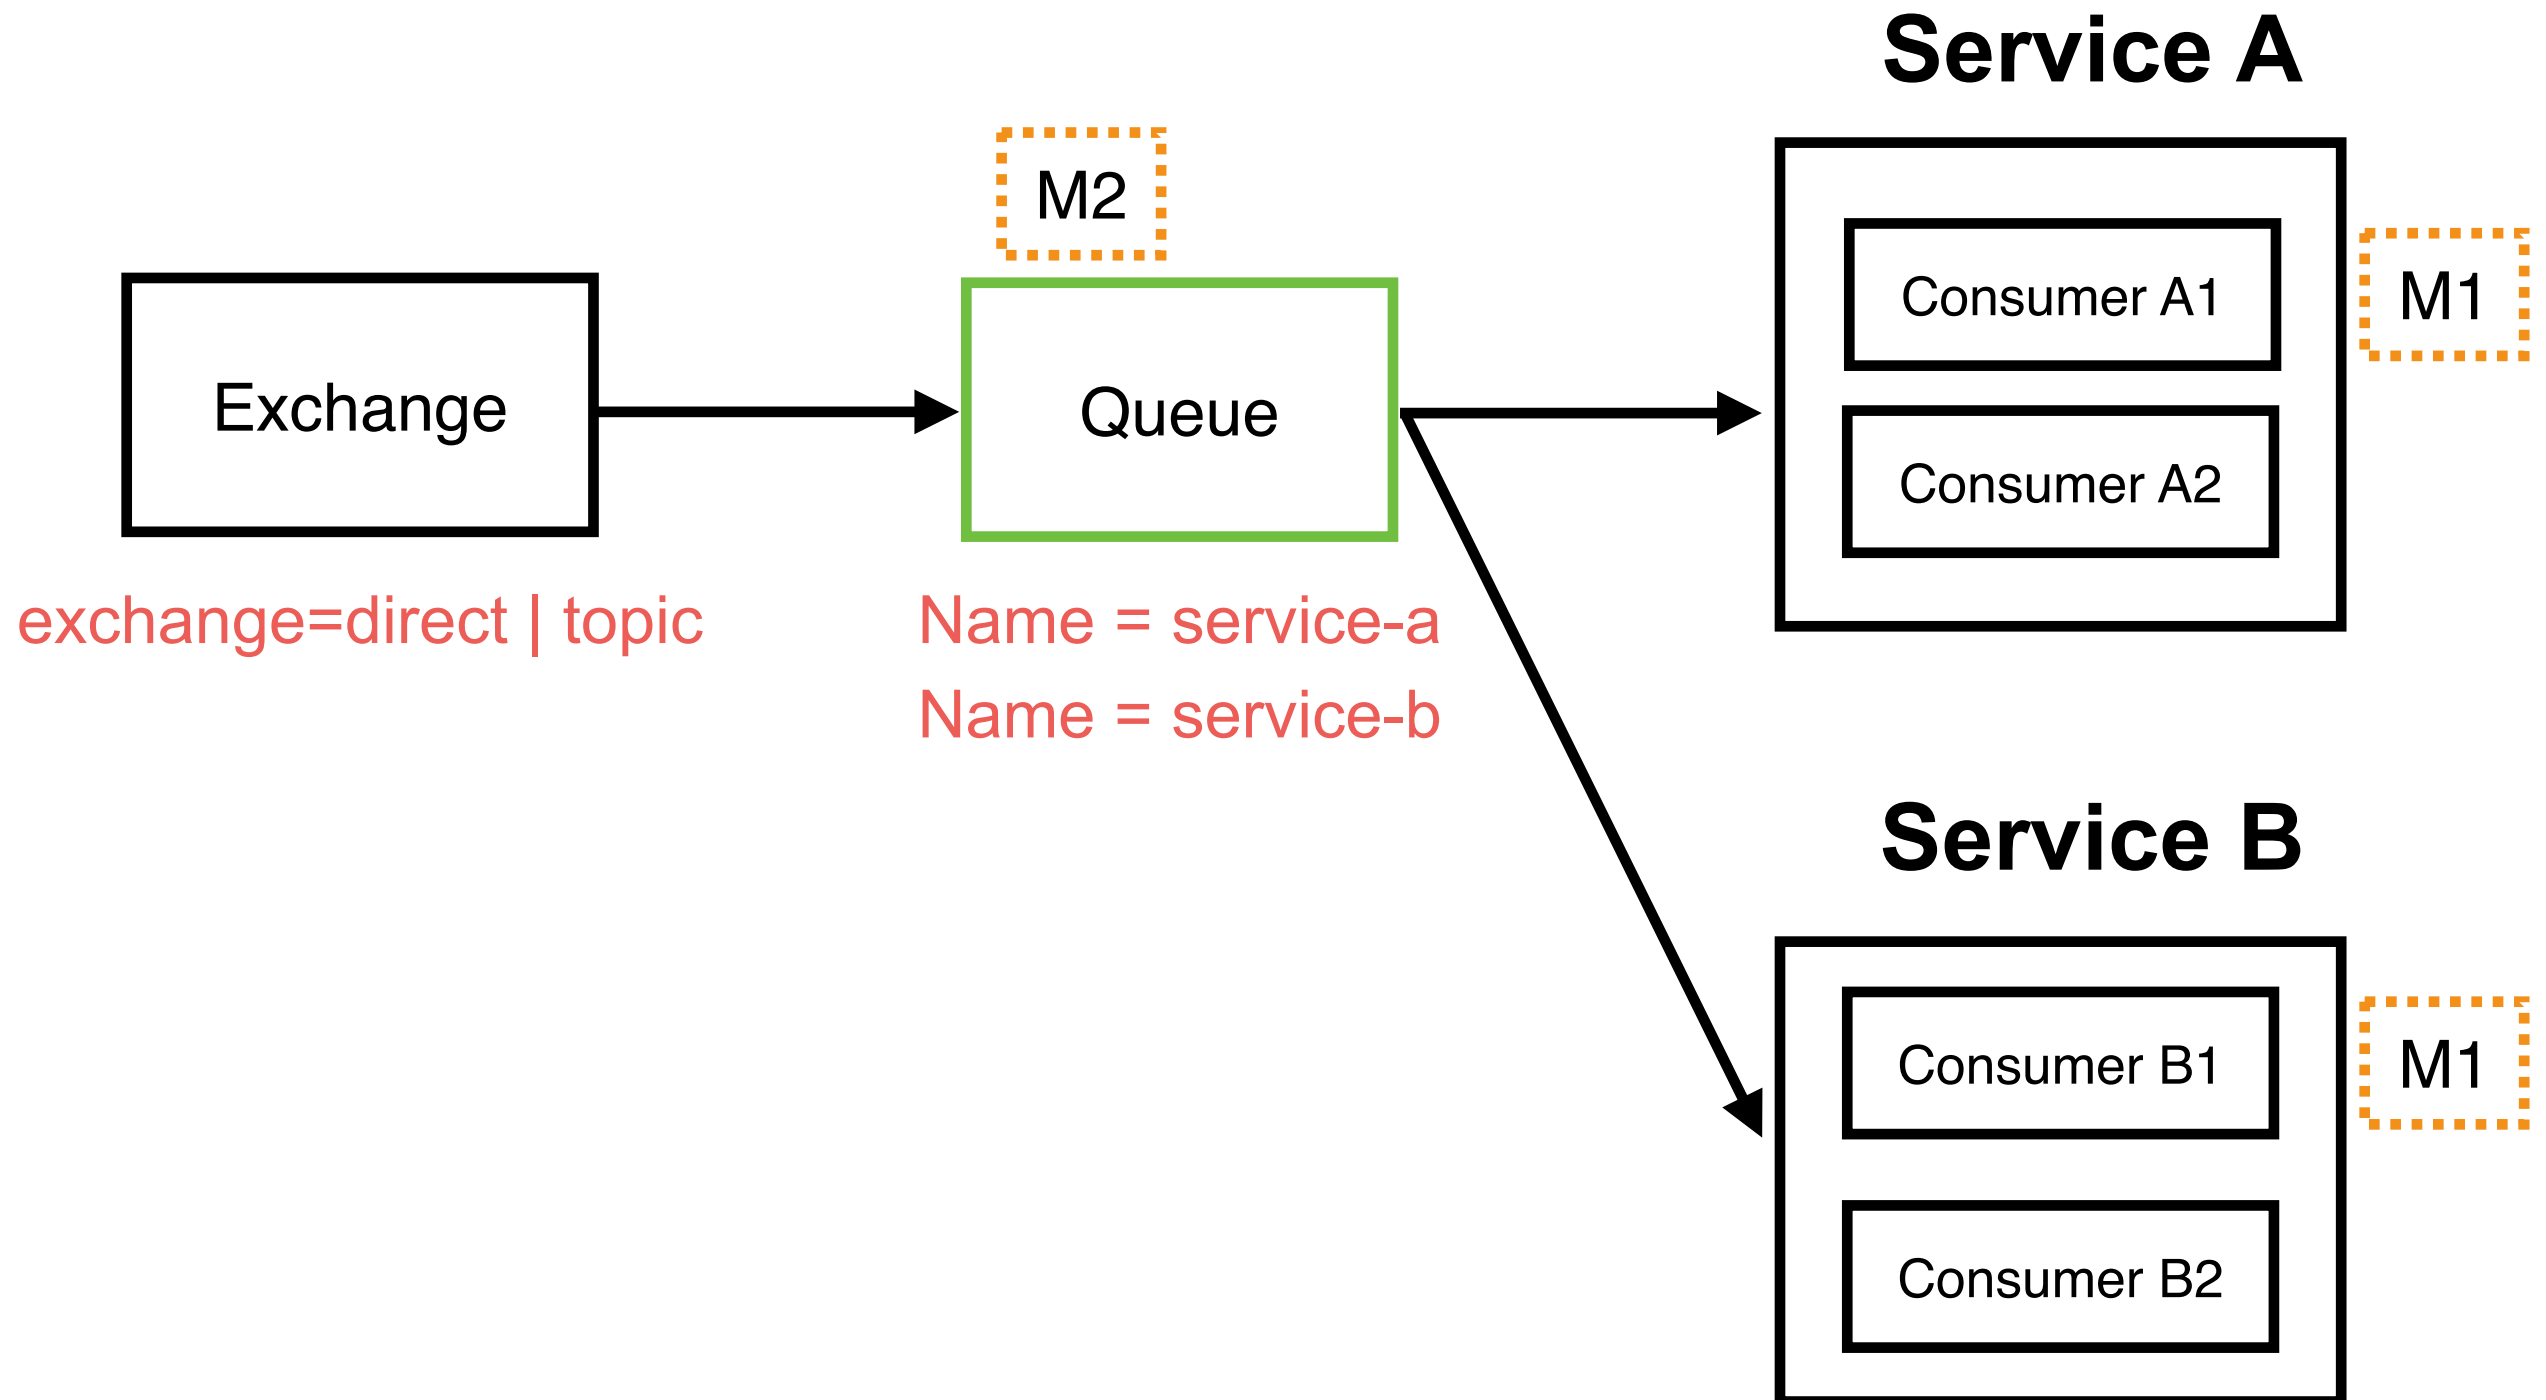 Service A
M2
Consumer A1
M1
Exchange
Queue
Consumer A2
exchange=direct | topic
Name = service-a
Name = service-b
Service B
Consumer B1
M1
Consumer B2